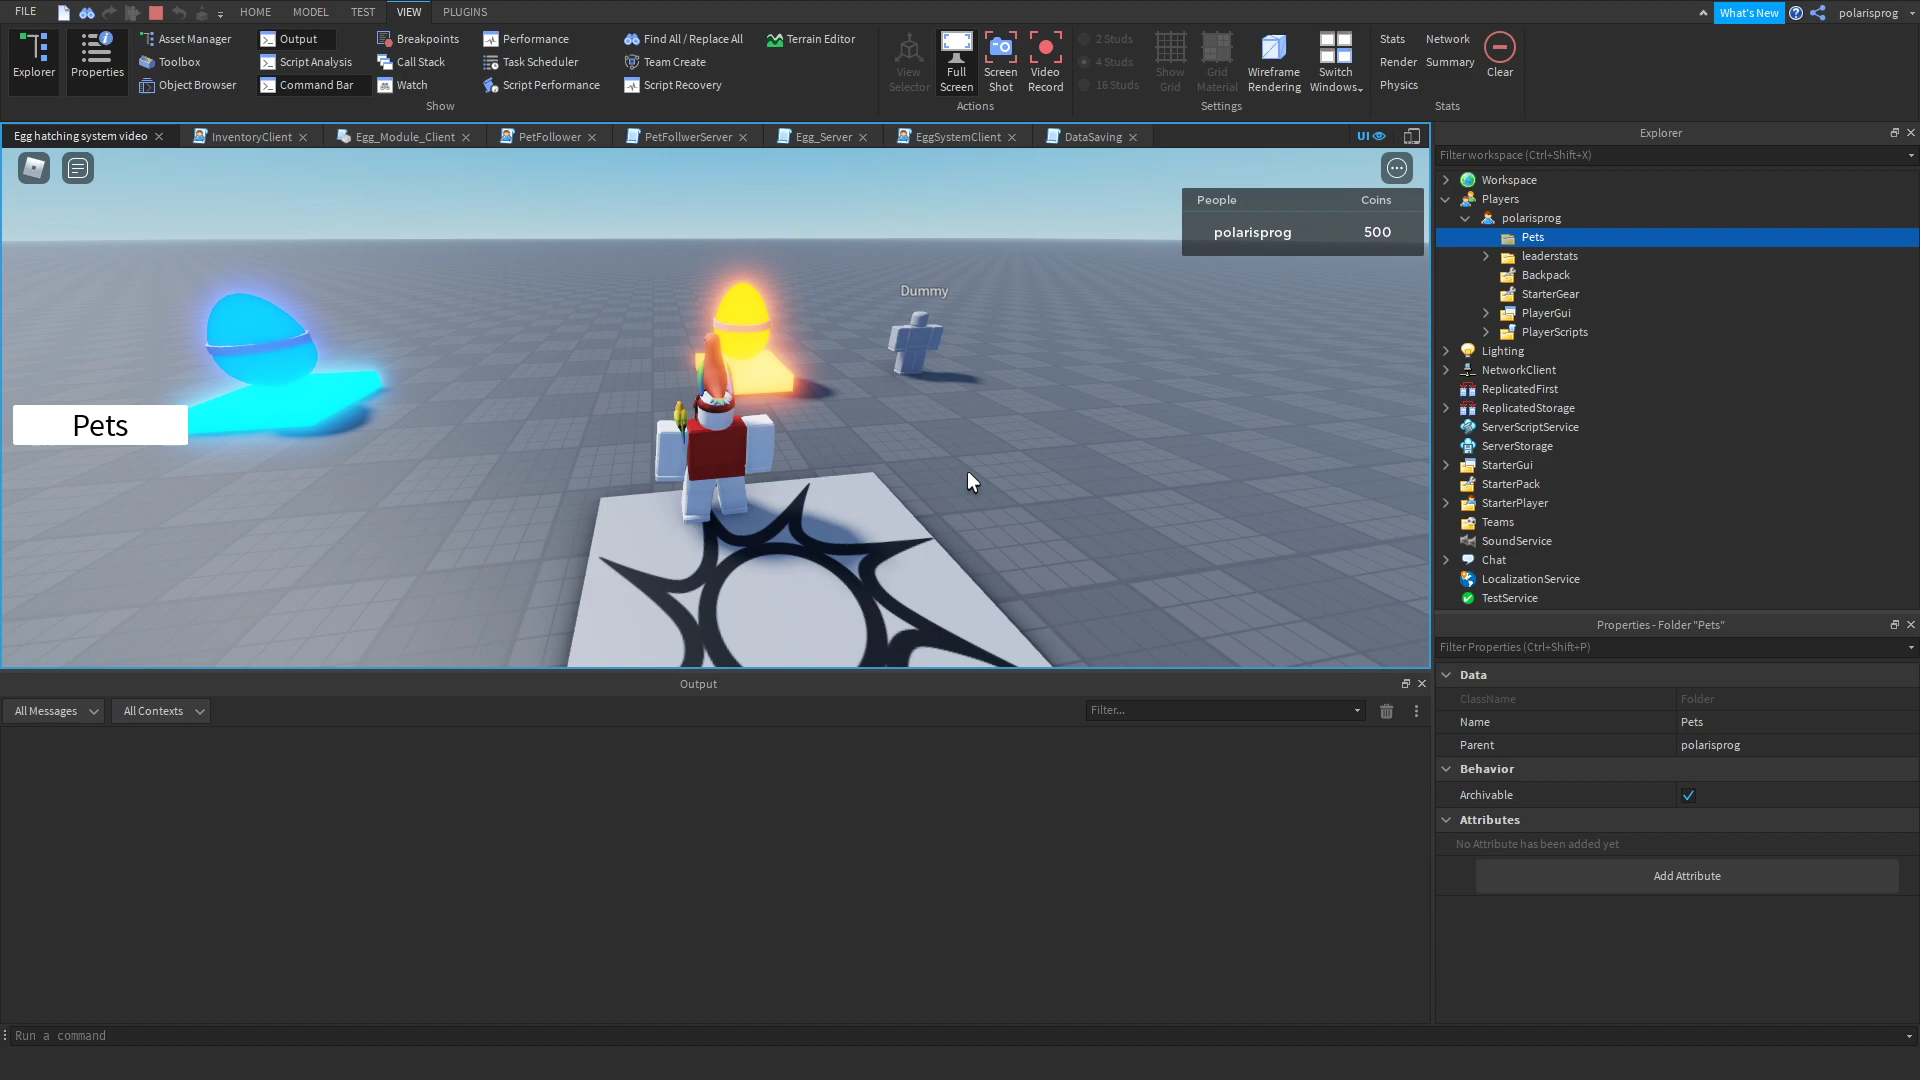 FILE
HOME
MODEL
TEST
VIEW
PLUGINS
What's New
polarisprog
Explorer
Properties
Asset Manager
Toolbox
Object Browser
Output
Script Analysis
Command Bar
Breakpoints
Call Stack
Watch
Performance
Task Scheduler
Script Performance
Find All / Replace All
Team Create
Script Recovery
Terrain Editor
Show
View
Selector
Full
Screen
Screen
Shot
Video
Record
Actions
2 Studs
4 Studs
16 Studs
Show
Grid
Grid
Material
Wireframe
Rendering
Switch
Windows
Settings
Stats
Network
Render
Summary
Physics
Clear
Stats
Egg hatching system video
InventoryClient
Egg_Module_Client
PetFollower
PetFollwerServer
Egg_Server
EggSystemClient
DataSaving
UI
People Coins
polarisprog 500
Dummy
Pets
Explorer
Filter workspace (Ctrl+Shift+X)
Workspace
Players
polarisprog
Pets
leaderstats
Backpack
StarterGear
PlayerGui
PlayerScripts
Lighting
NetworkClient
ReplicatedFirst
ReplicatedStorage
ServerScriptService
ServerStorage
StarterGui
StarterPack
StarterPlayer
Teams
SoundService
Chat
LocalizationService
TestService
Properties - Folder "Pets"
Filter Properties (Ctrl+Shift+P)
Data
ClassName Folder
Name Pets
Parent polarisprog
Behavior
Archivable
Attributes
No Attribute has been added yet
Add Attribute
Output
All Messages
All Contexts
Filter...
Run a command